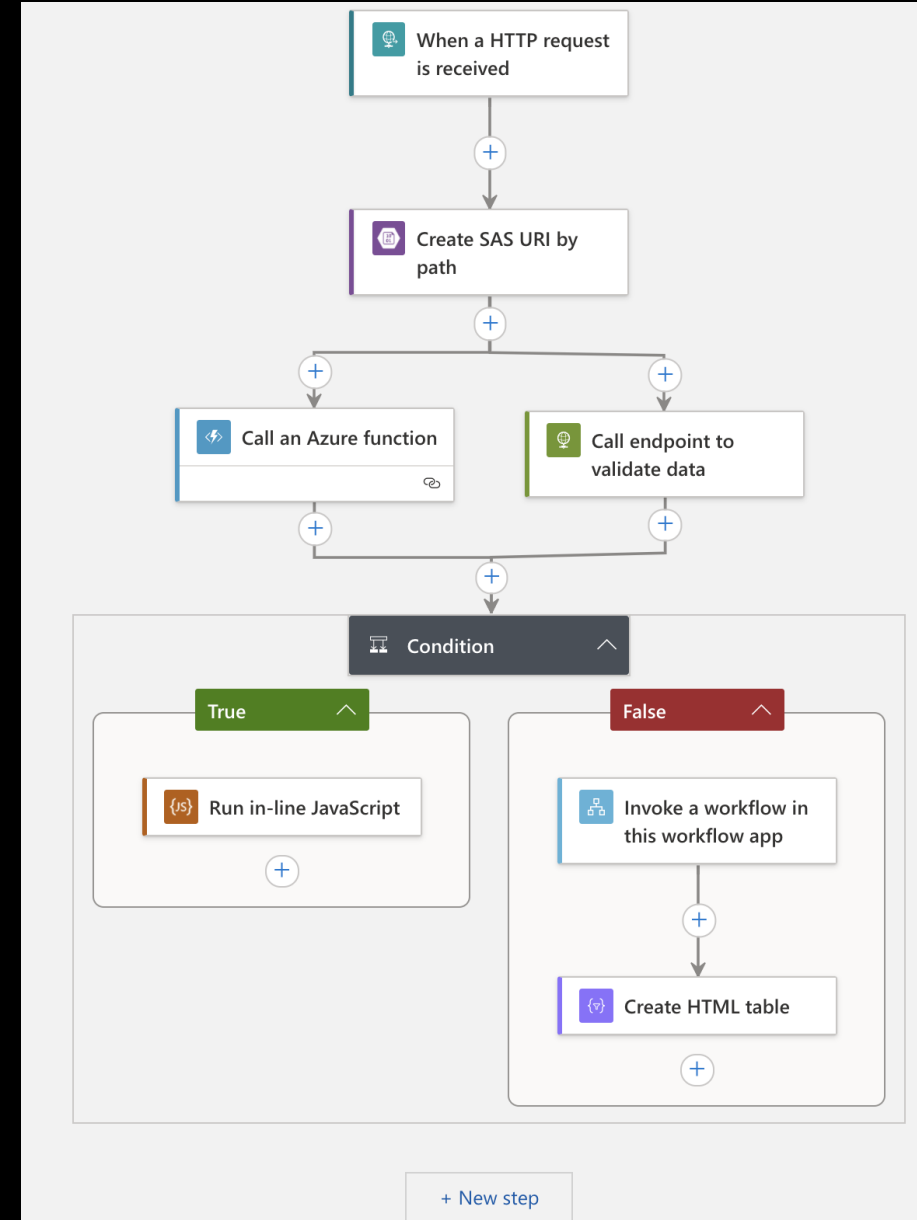 When a HTTP request
is received
Create SAS URI by
path
Call an Azure function
Call endpoint to
validate data
Condition
True
False
{JS} Run in-line JavaScript
Invoke a workflow in
this workflow app
Create HTML table
+ New step